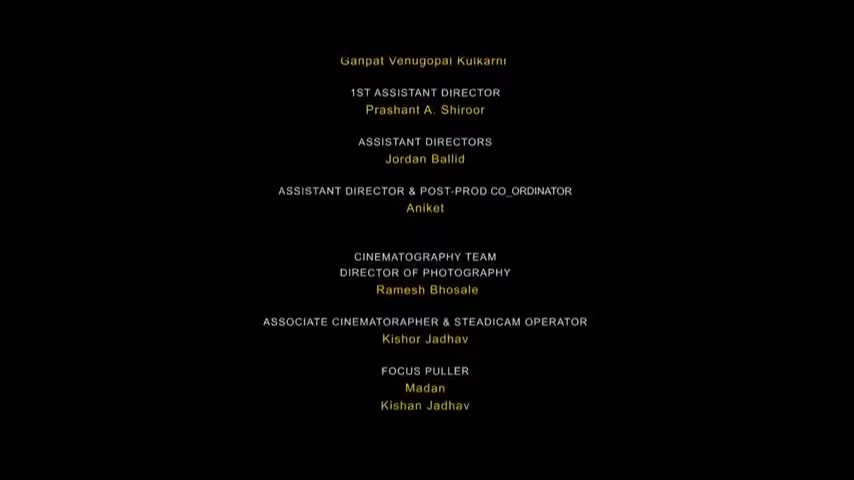 Ganpat Venugopal Kulkarni
1ST ASSISTANT DIRECTOR
Prashant A. Shiroor
ASSISTANT DIRECTORS
Jordan Ballid
ASSISTANT DIRECTOR & POST-PROD CO_ORDINATOR
Aniket
CINEMATOGRAPHY TEAM
DIRECTOR OF PHOTOGRAPHY
Ramesh Bhosale
ASSOCIATE CINEMATORAPHER & STEADICAM OPERATOR
Kishor Jadhav
FOCUS PULLER
Madan
Kishan Jadhav